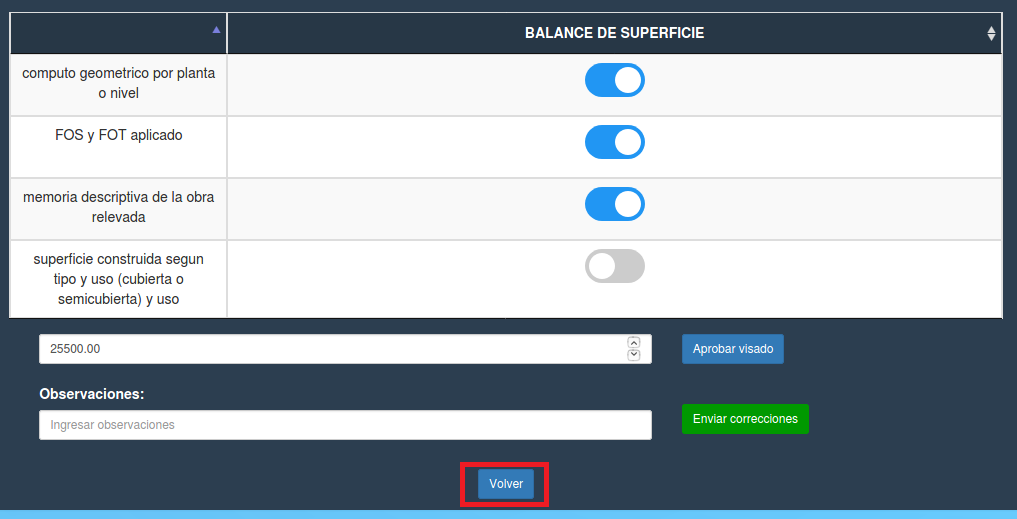 BALANCE DE SUPERFICIE
computo geometrico por planta
o nivel
FOS y FOT aplicado
memoria descriptiva de la obra
relevada
superficie construida segun
tipo y uso (cubierta o
semicubierta) y uso
25500.00
Aprobar visado
Observaciones:
Ingresar observaciones
Enviar correcciones
Volver